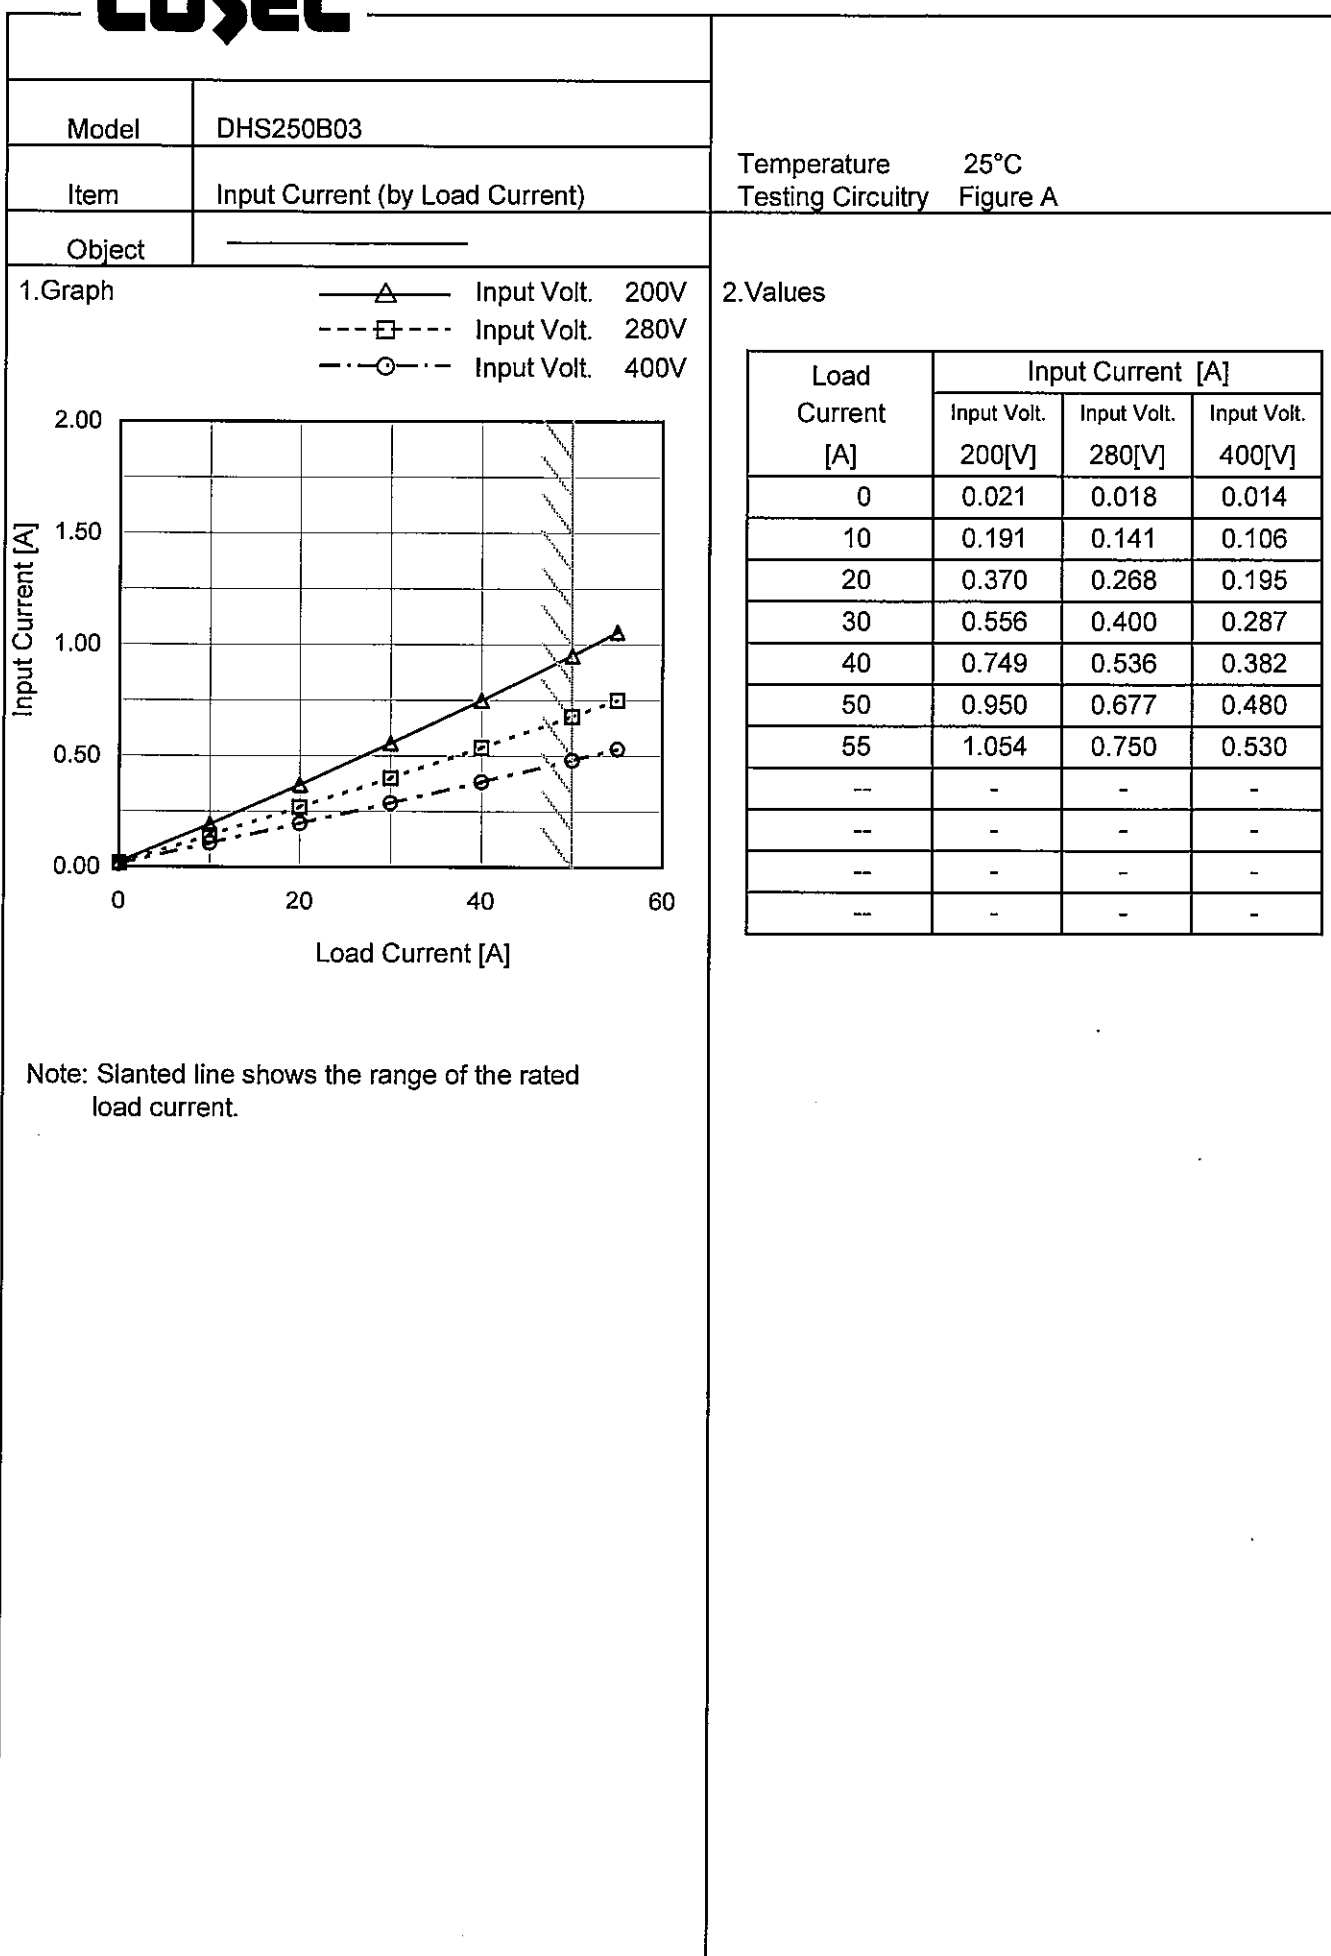 COSEL
Model DHS250B03
Item Input Current (by Load Current)
Object
Temperature 25°C
Testing Circuitry Figure A
1.Graph
Input Volt. 200V
Input Volt. 280V
Input Volt. 400V
2.00
1.50
1.00
0.50
0.00
Input Current [A]
0 20 40 60
Load Current [A]
Note: Slanted line shows the range of the rated
load current.
2.Values
Load Input Current [A]
Current Input Volt. Input Volt. Input Volt.
[A] 200[V] 280[V] 400[V]
0 0.021 0.018 0.014
10 0.191 0.141 0.106
20 0.370 0.268 0.195
30 0.556 0.400 0.287
40 0.749 0.536 0.382
50 0.950 0.677 0.480
55 1.054 0.750 0.530
-- - - -
-- - - -
-- - - -
-- - - -